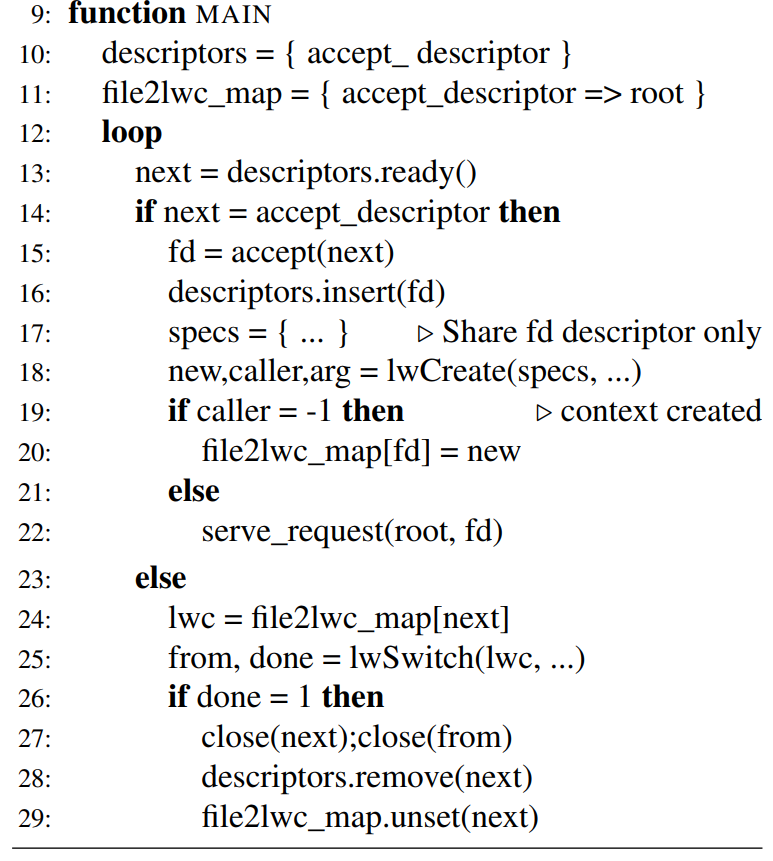 9: function MAIN
10: descriptors = { accept_ descriptor }
11: file2lwc_map = { accept_descriptor => root }
12: loop
13: next = descriptors.ready()
14: if next = accept_descriptor then
15: fd = accept(next)
16: descriptors.insert(fd)
17: specs = { ... } ▷ Share fd descriptor only
18: new,caller,arg = lwCreate(specs, ...)
19: if caller = -1 then ▷ context created
20: file2lwc_map[fd] = new
21: else
22: serve_request(root, fd)
23: else
24: lwc = file2lwc_map[next]
25: from, done = lwSwitch(lwc, ...)
26: if done = 1 then
27: close(next);close(from)
28: descriptors.remove(next)
29: file2lwc_map.unset(next)